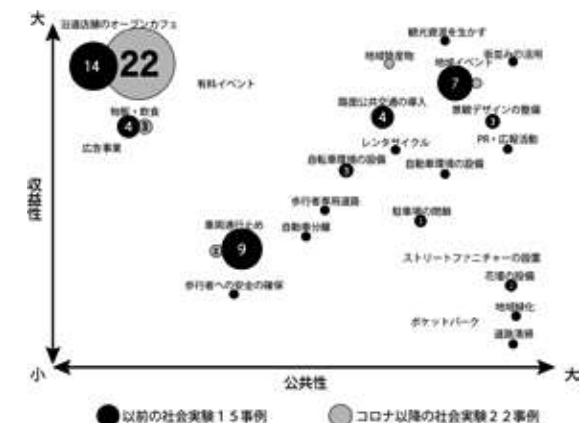 大
沿道店舗のオープンカフェ
14
22
観光資源を生かす
街並みの活用
地域特産物
地域イベント
7
有料イベント
物販・飲食
4
3
広告事業
路面公共交通の導入
4
景観デザインの整備
3
PR・広報活動
レンタサイクル
自転車環境の設備
3
自動車環境の設備
収益性
歩行者専用道路
駐車場の閉鎖
車両通行止め
9
自動車分離
ストリートファニチャーの設置
歩行者への安全の確保
花壇の設備
2
地域緑化
ポケットパーク
道路清掃
小
公共性
大
以前の社会実験15事例
コロナ以降の社会実験22事例